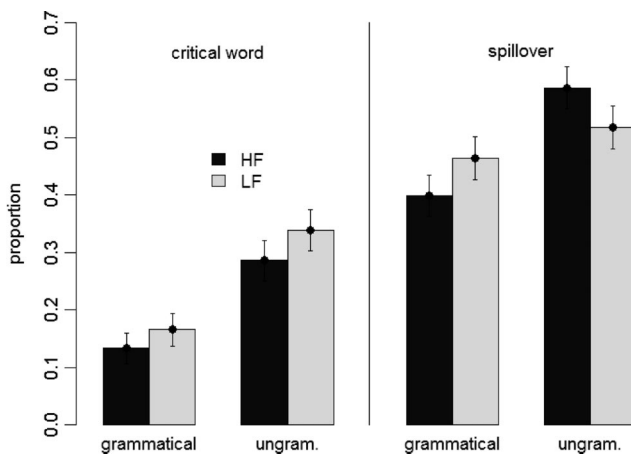 0.7
0.6
0.5
0.4
0.3
0.2
0.1
0.0
proportion
critical word
spillover
HF
LF
grammatical
ungram.
grammatical
ungram.